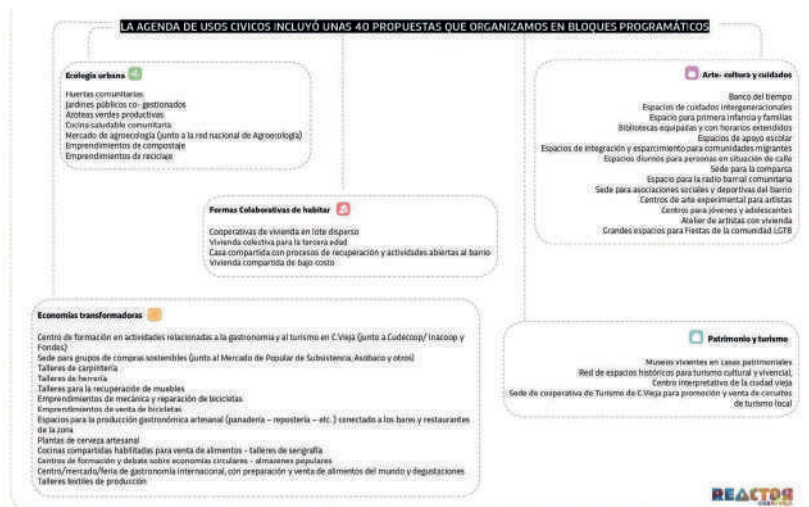 LA AGENDA DE USOS CIVICOS INCLUYÓ UNAS 40 PROPUESTAS QUE ORGANIZAMOS EN BLOQUES PROGRAMÁTICOS
Ecología urbana
Huertas comunitarias
Jardines públicos co- gestionados
Azoteas verdes productivas
Cocina saludable comunitaria
Mercado de agroecología (junto a la red nacional de Agroecología)
Emprendimientos de compostaje
Emprendimientos de reciclaje
Arte- cultura y cuidados
Banco del tiempo
Espacios de cuidados intergeneracionales
Espacio para primera infancia y familias
Bibliotecas equipadas y con horarios extendidos
Espacios de apoyo escolar
Espacios de integración y esparcimiento para comunidades migrantes
Espacios diurnos para personas en situación de calle
Sede para la comparsa
Espacio para la radio barrial comunitaria
Sede para asociaciones sociales y deportivas del barrio
Centros de arte experimental para artistas
Centros para jóvenes y adolescentes
Atelier de artistas con vivienda
Grandes espacios para Fiestas de la comunidad LGTB
Formas Colaborativas de habitar
Cooperativas de vivienda en lote disperso
Vivienda colectiva para la tercera edad
Casa compartida con procesos de recuperación y actividades abiertas al barrio
Vivienda compartida de bajo costo
Economías transformadoras
Centro de formación en actividades relacionadas a la gastronomía y al turismo en C.Vieja (junto a Cudecoop/ Inacoop y
Fondes)
Sede para grupos de compras sostenibles (junto al Mercado de Popular de Subsistencia, Asobaco y otros)
Talleres de carpintería
Talleres de herrería
Talleres para la recuperación de muebles
Emprendimientos de mecánica y reparación de bicicletas
Emprendimientos de venta de bicicletas
Espacios para la producción gastronómica artesanal (panadería – repostería – etc.) conectado a los bares y restaurantes
de la zona
Plantas de cerveza artesanal
Cocinas compartidas habilitadas para venta de alimentos - talleres de serigrafía
Centros de formación y debate sobre economías circulares - almacenes populares
Centro/mercado/feria de gastronomía internacional, con preparación y venta de alimentos del mundo y degustaciones
Talleres textiles de producción
Patrimonio y turismo
Museos vivientes en casas patrimoniales
Red de espacios históricos para turismo cultural y vivencial,
Centro interpretativo de la ciudad vieja
Sede de cooperativa de Turismo de C.Vieja para promoción y venta de circuitos
de turismo local
REACTOR